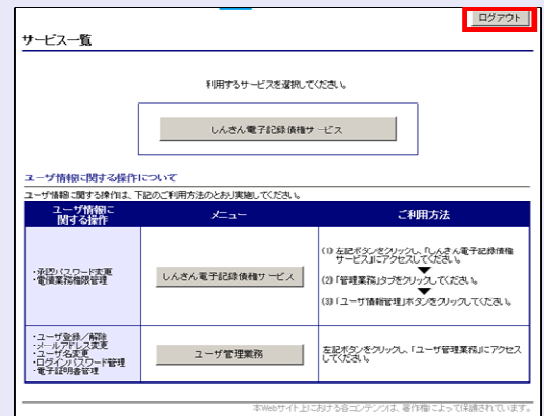 ログアウト
サービス一覧
利用するサービスを選択してください。
しんきん電子記録債権サービス
ユーザ情報に関する操作について
ユーザ情報に関する操作は、下記のご利用方法のとおり実施してください。
ユーザ情報に
関する操作
メニュー
ご利用方法
・承認パスワード変更
・電債業務権限管理
しんきん電子記録債権サービス
(1) 左記ボタンをクリックし、「しんきん電子記録債権
サービス」にアクセスしてください。
(2)「管理業務」タブをクリックしてください。
(3)「ユーザ情報管理」ボタンをクリックしてください。
・ユーザ登録／解除
・メールアドレス変更
・ユーザ名変更
・ログインパスワード管理
・電子証明書管理
ユーザ管理業務
左記ボタンをクリックし、「ユーザ管理業務」にアクセス
してください。
本Webサイト上における各コンテンツは、著作権によって保護されています。